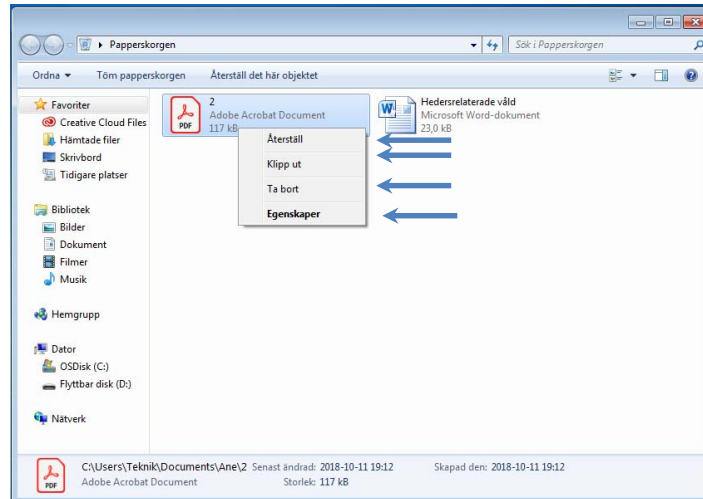 Papperskorgen
Sök i Papperskorgen
Ordna Töm papperskorgen Återställ det här objektet
Favoriter
Creative Cloud Files
Hämtade filer
Skrivbord
Tidigare platser
Bibliotek
Bilder
Dokument
Filmer
Musik
Hemgrupp
Dator
OSDisk (C:)
Flyttbar disk (D:)
Nätverk
2
Adobe Acrobat Document
117 kB
PDF
Hedersrelaterade våld
Microsoft Word-dokument
23,0 kB
W
Återställ
Klipp ut
Ta bort
Egenskaper
C:\Users\Teknik\Documents\Ane\2 Senast ändrad: 2018-10-11 19:12 Skapad den: 2018-10-11 19:12
Adobe Acrobat Document Storlek: 117 kB
PDF